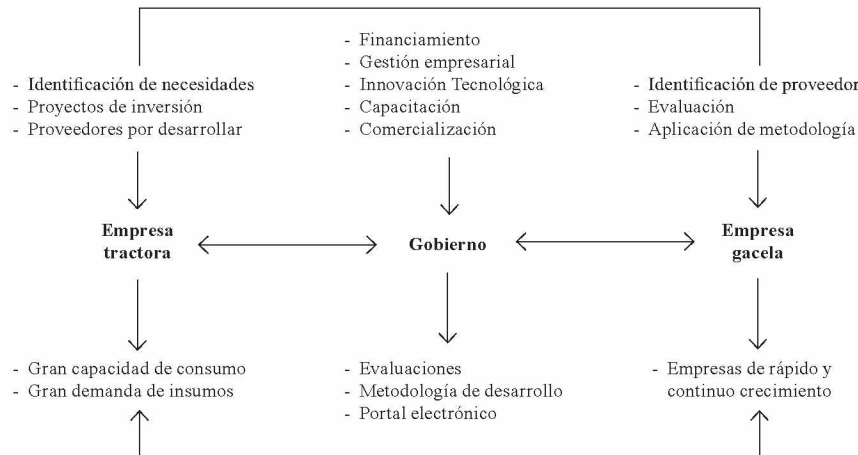 - Identificación de necesidades
- Proyectos de inversión
- Proveedores por desarrollar
- Financiamiento
- Gestión empresarial
- Innovación Tecnológica
- Capacitación
- Comercialización
- Identificación de proveedor
- Evaluación
- Aplicación de metodología
Empresa
tractora
Gobierno
Empresa
gacela
- Gran capacidad de consumo
- Gran demanda de insumos
- Evaluaciones
- Metodología de desarrollo
- Portal electrónico
- Empresas de rápido y
continuo crecimiento